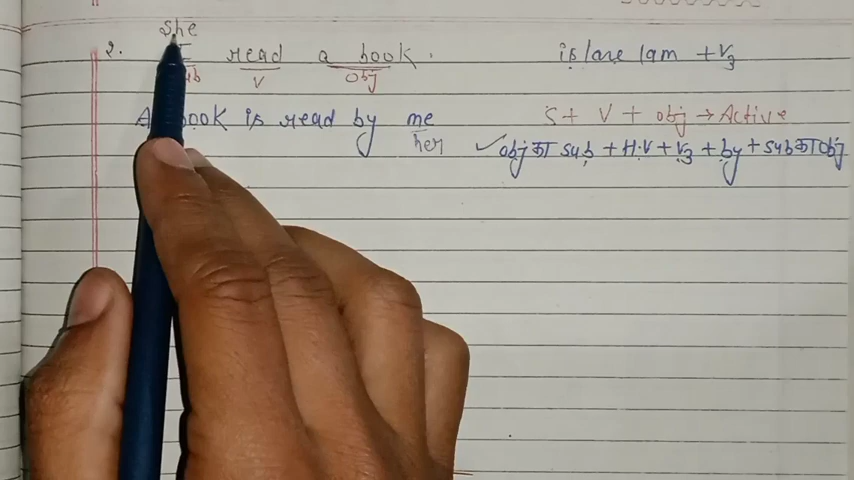 she
2. read a book. is/are/am + V3
sub V obj
A book is read by me S + V + obj → Active
her ✓obj का sub + H.V + V3 + by + sub का obj